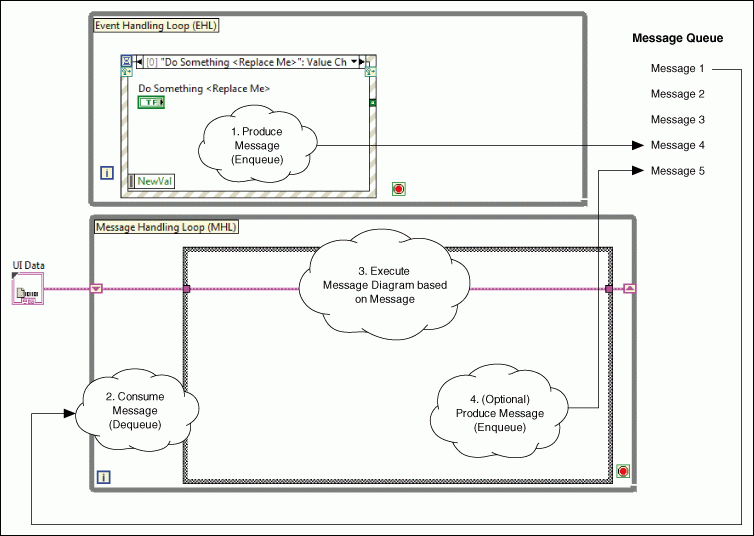 Event Handling Loop (EHL)
[0] "Do Something <Replace Me>": Value Ch
Do Something <Replace Me>
TF
1. Produce
Message
(Enqueue)
i
NewVal
Message Queue
Message 1
Message 2
Message 3
Message 4
Message 5
Message Handling Loop (MHL)
UI Data
3. Execute
Message Diagram based
on Message
2. Consume
Message
(Dequeue)
4. (Optional)
Produce Message
(Enqueue)
i